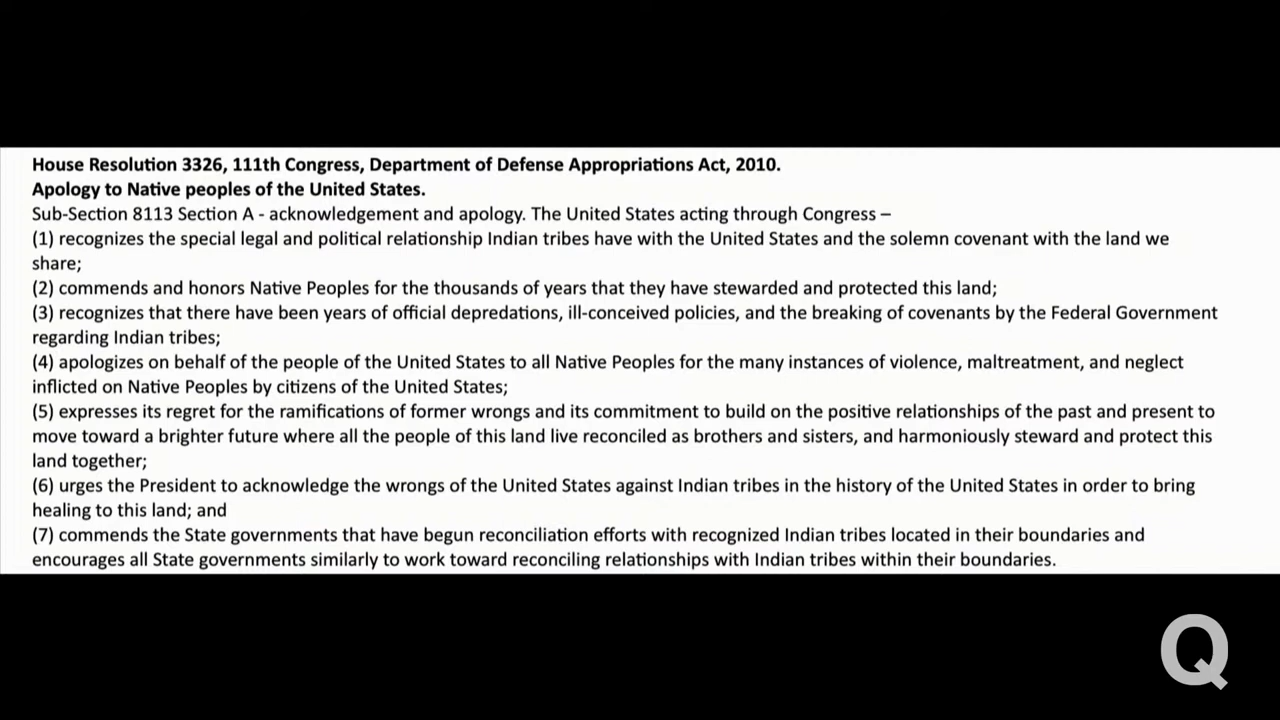 House Resolution 3326, 111th Congress, Department of Defense Appropriations Act, 2010.
Apology to Native peoples of the United States.
Sub-Section 8113 Section A - acknowledgement and apology. The United States acting through Congress –
(1) recognizes the special legal and political relationship Indian tribes have with the United States and the solemn covenant with the land we
share;
(2) commends and honors Native Peoples for the thousands of years that they have stewarded and protected this land;
(3) recognizes that there have been years of official depredations, ill-conceived policies, and the breaking of covenants by the Federal Government
regarding Indian tribes;
(4) apologizes on behalf of the people of the United States to all Native Peoples for the many instances of violence, maltreatment, and neglect
inflicted on Native Peoples by citizens of the United States;
(5) expresses its regret for the ramifications of former wrongs and its commitment to build on the positive relationships of the past and present to
move toward a brighter future where all the people of this land live reconciled as brothers and sisters, and harmoniously steward and protect this
land together;
(6) urges the President to acknowledge the wrongs of the United States against Indian tribes in the history of the United States in order to bring
healing to this land; and
(7) commends the State governments that have begun reconciliation efforts with recognized Indian tribes located in their boundaries and
encourages all State governments similarly to work toward reconciling relationships with Indian tribes within their boundaries.
Q